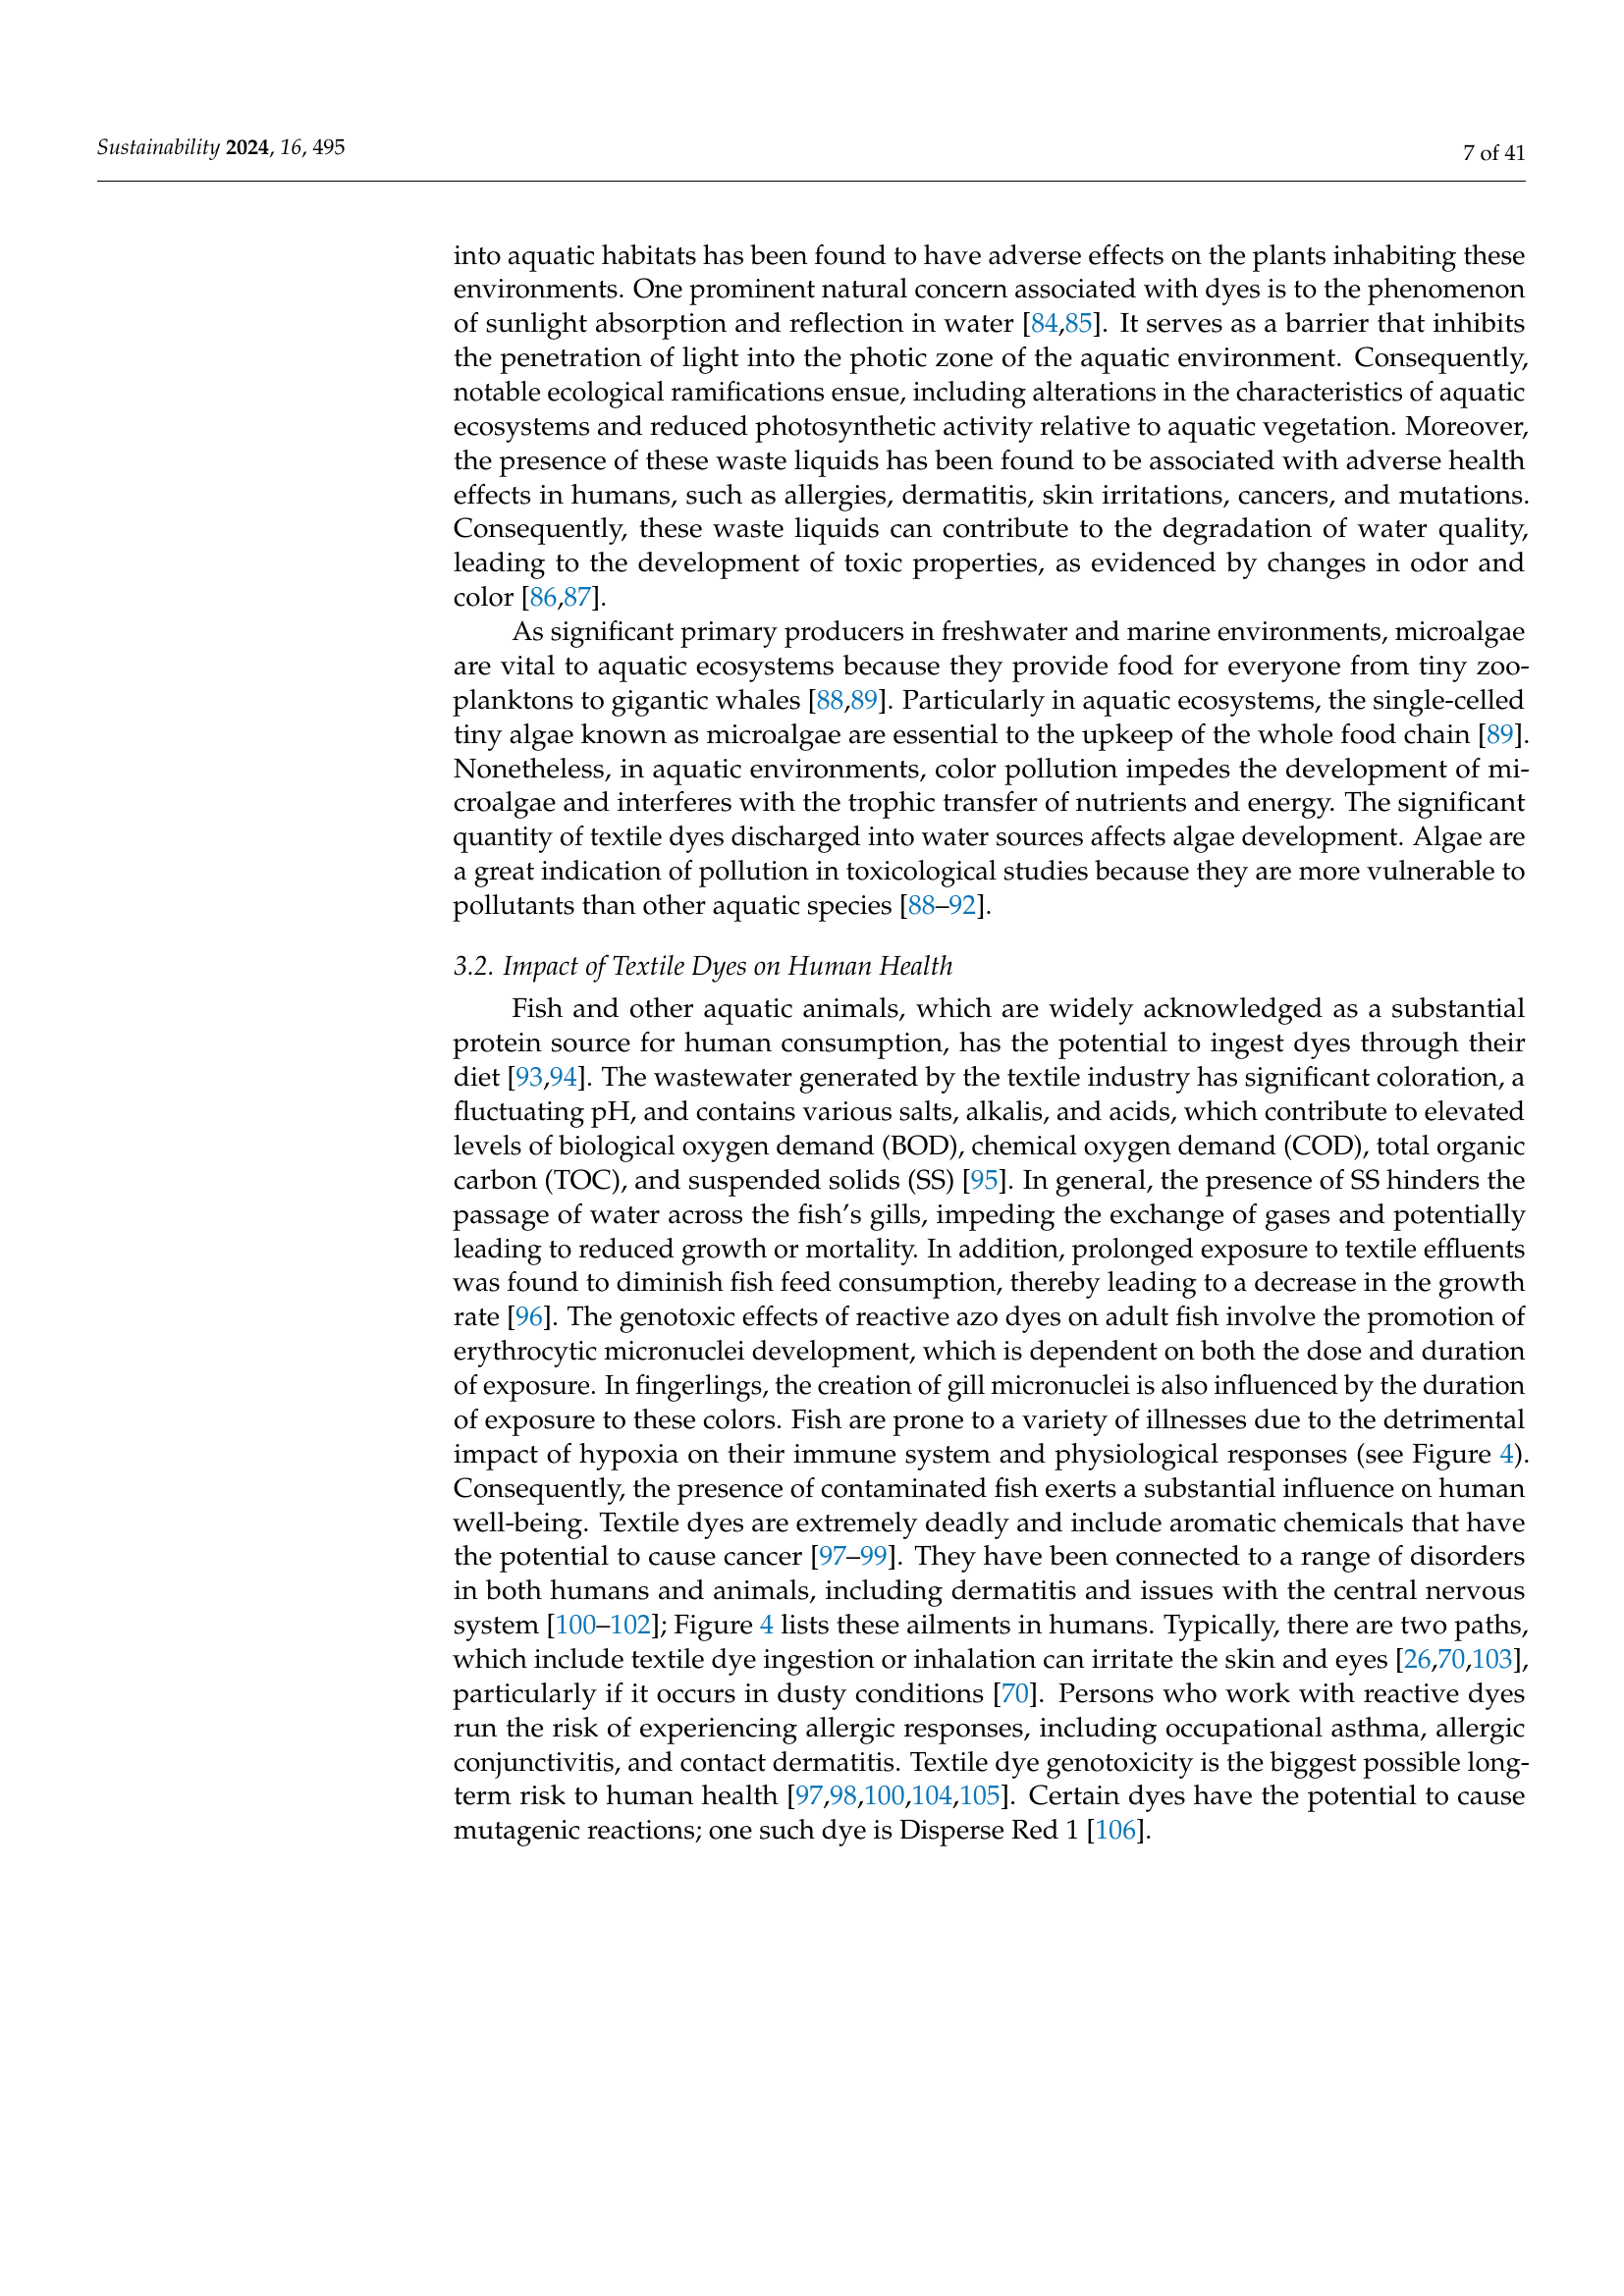 Sustainability 2024, 16, 495
7 of 41
into aquatic habitats has been found to have adverse effects on the plants inhabiting these
environments. One prominent natural concern associated with dyes is to the phenomenon
of sunlight absorption and reflection in water [84,85]. It serves as a barrier that inhibits
the penetration of light into the photic zone of the aquatic environment. Consequently,
notable ecological ramifications ensue, including alterations in the characteristics of aquatic
ecosystems and reduced photosynthetic activity relative to aquatic vegetation. Moreover,
the presence of these waste liquids has been found to be associated with adverse health
effects in humans, such as allergies, dermatitis, skin irritations, cancers, and mutations.
Consequently, these waste liquids can contribute to the degradation of water quality,
leading to the development of toxic properties, as evidenced by changes in odor and
color [86,87].
As significant primary producers in freshwater and marine environments, microalgae
are vital to aquatic ecosystems because they provide food for everyone from tiny zoo-
planktons to gigantic whales [88,89]. Particularly in aquatic ecosystems, the single-celled
tiny algae known as microalgae are essential to the upkeep of the whole food chain [89].
Nonetheless, in aquatic environments, color pollution impedes the development of mi-
croalgae and interferes with the trophic transfer of nutrients and energy. The significant
quantity of textile dyes discharged into water sources affects algae development. Algae are
a great indication of pollution in toxicological studies because they are more vulnerable to
pollutants than other aquatic species [88–92].
3.2. Impact of Textile Dyes on Human Health
Fish and other aquatic animals, which are widely acknowledged as a substantial
protein source for human consumption, has the potential to ingest dyes through their
diet [93,94]. The wastewater generated by the textile industry has significant coloration, a
fluctuating pH, and contains various salts, alkalis, and acids, which contribute to elevated
levels of biological oxygen demand (BOD), chemical oxygen demand (COD), total organic
carbon (TOC), and suspended solids (SS) [95]. In general, the presence of SS hinders the
passage of water across the fish's gills, impeding the exchange of gases and potentially
leading to reduced growth or mortality. In addition, prolonged exposure to textile effluents
was found to diminish fish feed consumption, thereby leading to a decrease in the growth
rate [96]. The genotoxic effects of reactive azo dyes on adult fish involve the promotion of
erythrocytic micronuclei development, which is dependent on both the dose and duration
of exposure. In fingerlings, the creation of gill micronuclei is also influenced by the duration
of exposure to these colors. Fish are prone to a variety of illnesses due to the detrimental
impact of hypoxia on their immune system and physiological responses (see Figure 4).
Consequently, the presence of contaminated fish exerts a substantial influence on human
well-being. Textile dyes are extremely deadly and include aromatic chemicals that have
the potential to cause cancer [97–99]. They have been connected to a range of disorders
in both humans and animals, including dermatitis and issues with the central nervous
system [100–102]; Figure 4 lists these ailments in humans. Typically, there are two paths,
which include textile dye ingestion or inhalation can irritate the skin and eyes [26,70,103],
particularly if it occurs in dusty conditions [70]. Persons who work with reactive dyes
run the risk of experiencing allergic responses, including occupational asthma, allergic
conjunctivitis, and contact dermatitis. Textile dye genotoxicity is the biggest possible long-
term risk to human health [97,98,100,104,105]. Certain dyes have the potential to cause
mutagenic reactions; one such dye is Disperse Red 1 [106].